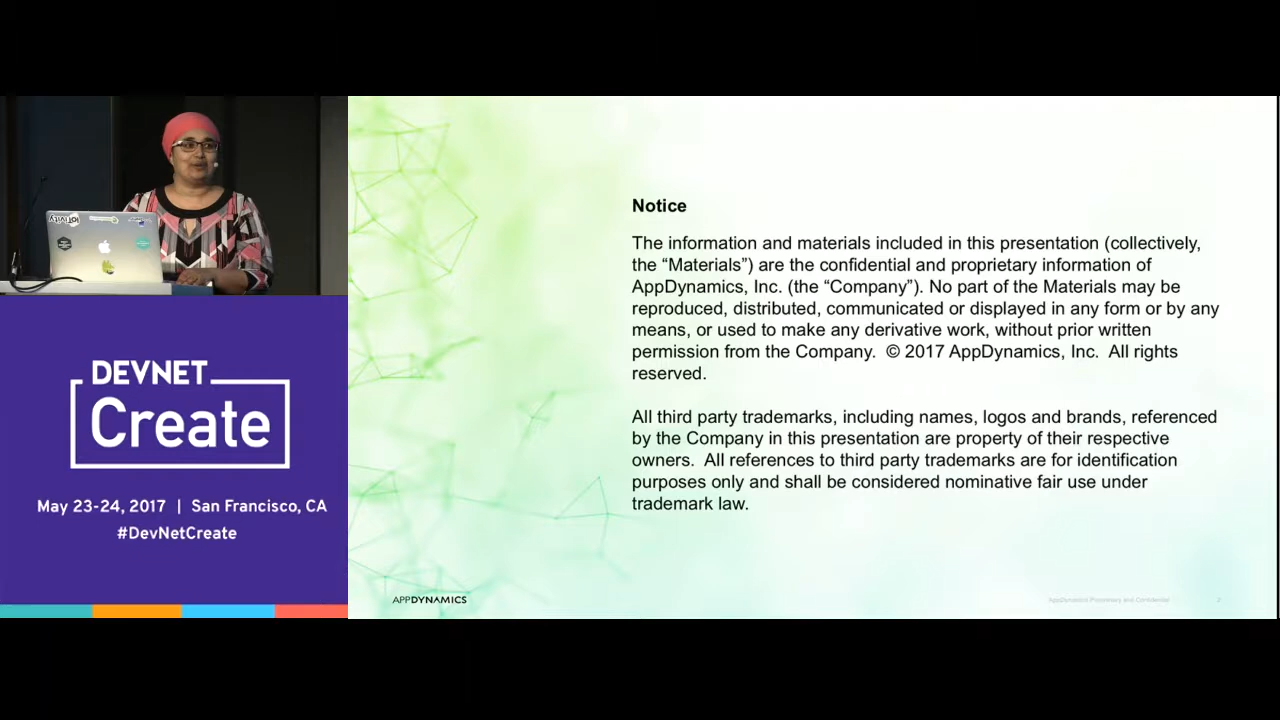 IoTivity
DEVNET
Create
May 23-24, 2017 | San Francisco, CA
#DevNetCreate
Notice
The information and materials included in this presentation (collectively,
the “Materials”) are the confidential and proprietary information of
AppDynamics, Inc. (the “Company”). No part of the Materials may be
reproduced, distributed, communicated or displayed in any form or by any
means, or used to make any derivative work, without prior written
permission from the Company.  © 2017 AppDynamics, Inc.  All rights
reserved.
All third party trademarks, including names, logos and brands, referenced
by the Company in this presentation are property of their respective
owners.  All references to third party trademarks are for identification
purposes only and shall be considered nominative fair use under
trademark law.
APPDYNAMICS
AppDynamics Proprietary and Confidential
2